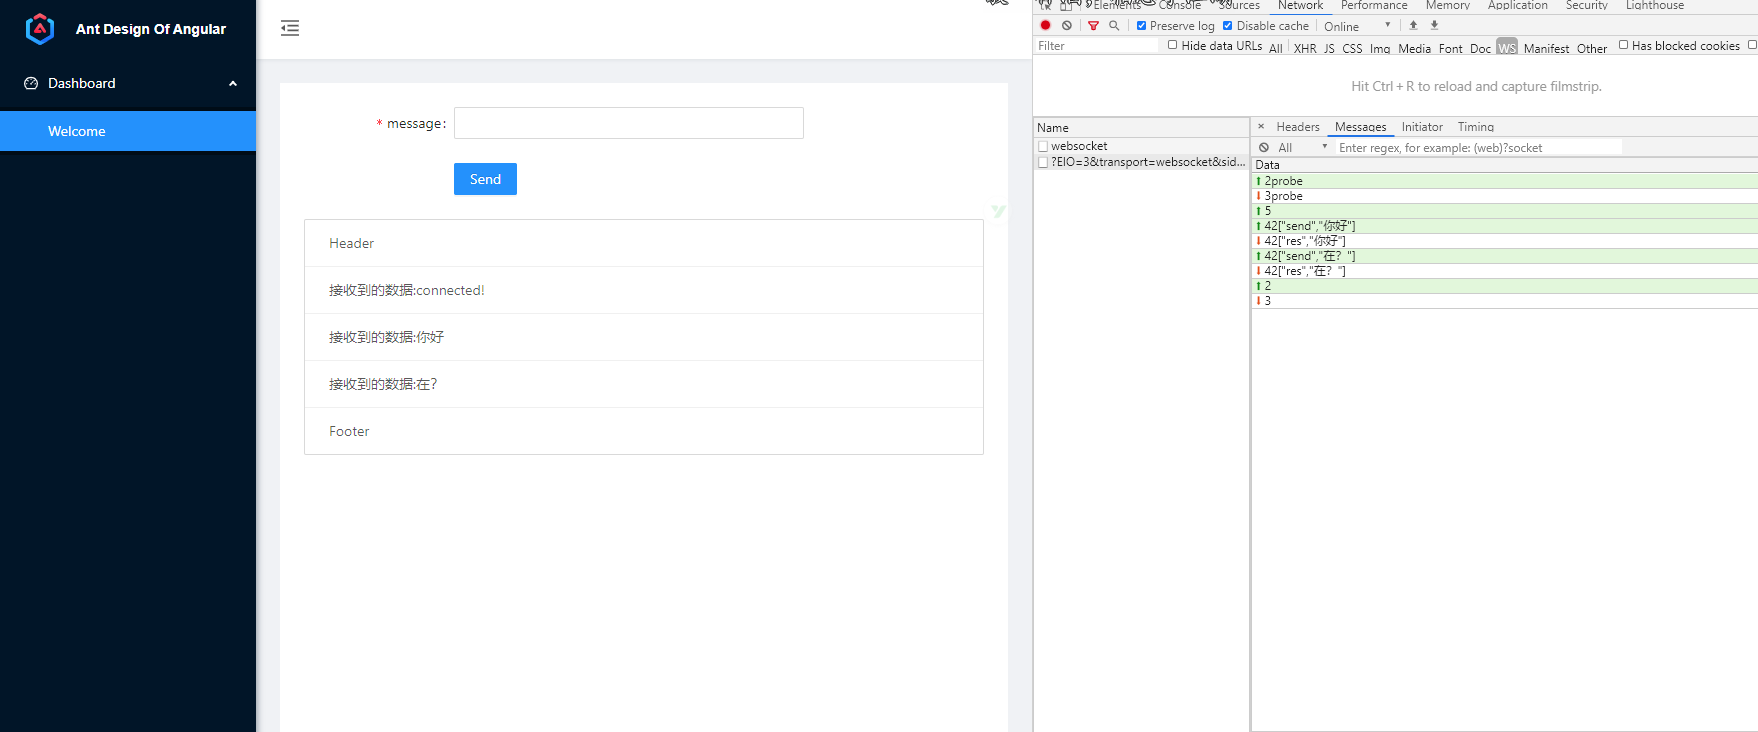 Ant Design Of Angular
Dashboard
Welcome
* message:
Send
Header
接收到的数据:connected!
接收到的数据:你好
接收到的数据:在?
Footer
Elements Console Sources Network Performance Memory Application Security Lighthouse
Preserve log Disable cache Online
Filter Hide data URLs All XHR JS CSS Img Media Font Doc WS Manifest Other Has blocked cookies
Hit Ctrl + R to reload and capture filmstrip.
Name
websocket
?EIO=3&transport=websocket&sid...
× Headers Messages Initiator Timing
All Enter regex, for example: (web)?socket
Data
2probe
3probe
5
42["send","你好"]
42["res","你好"]
42["send","在？"]
42["res","在？"]
2
3